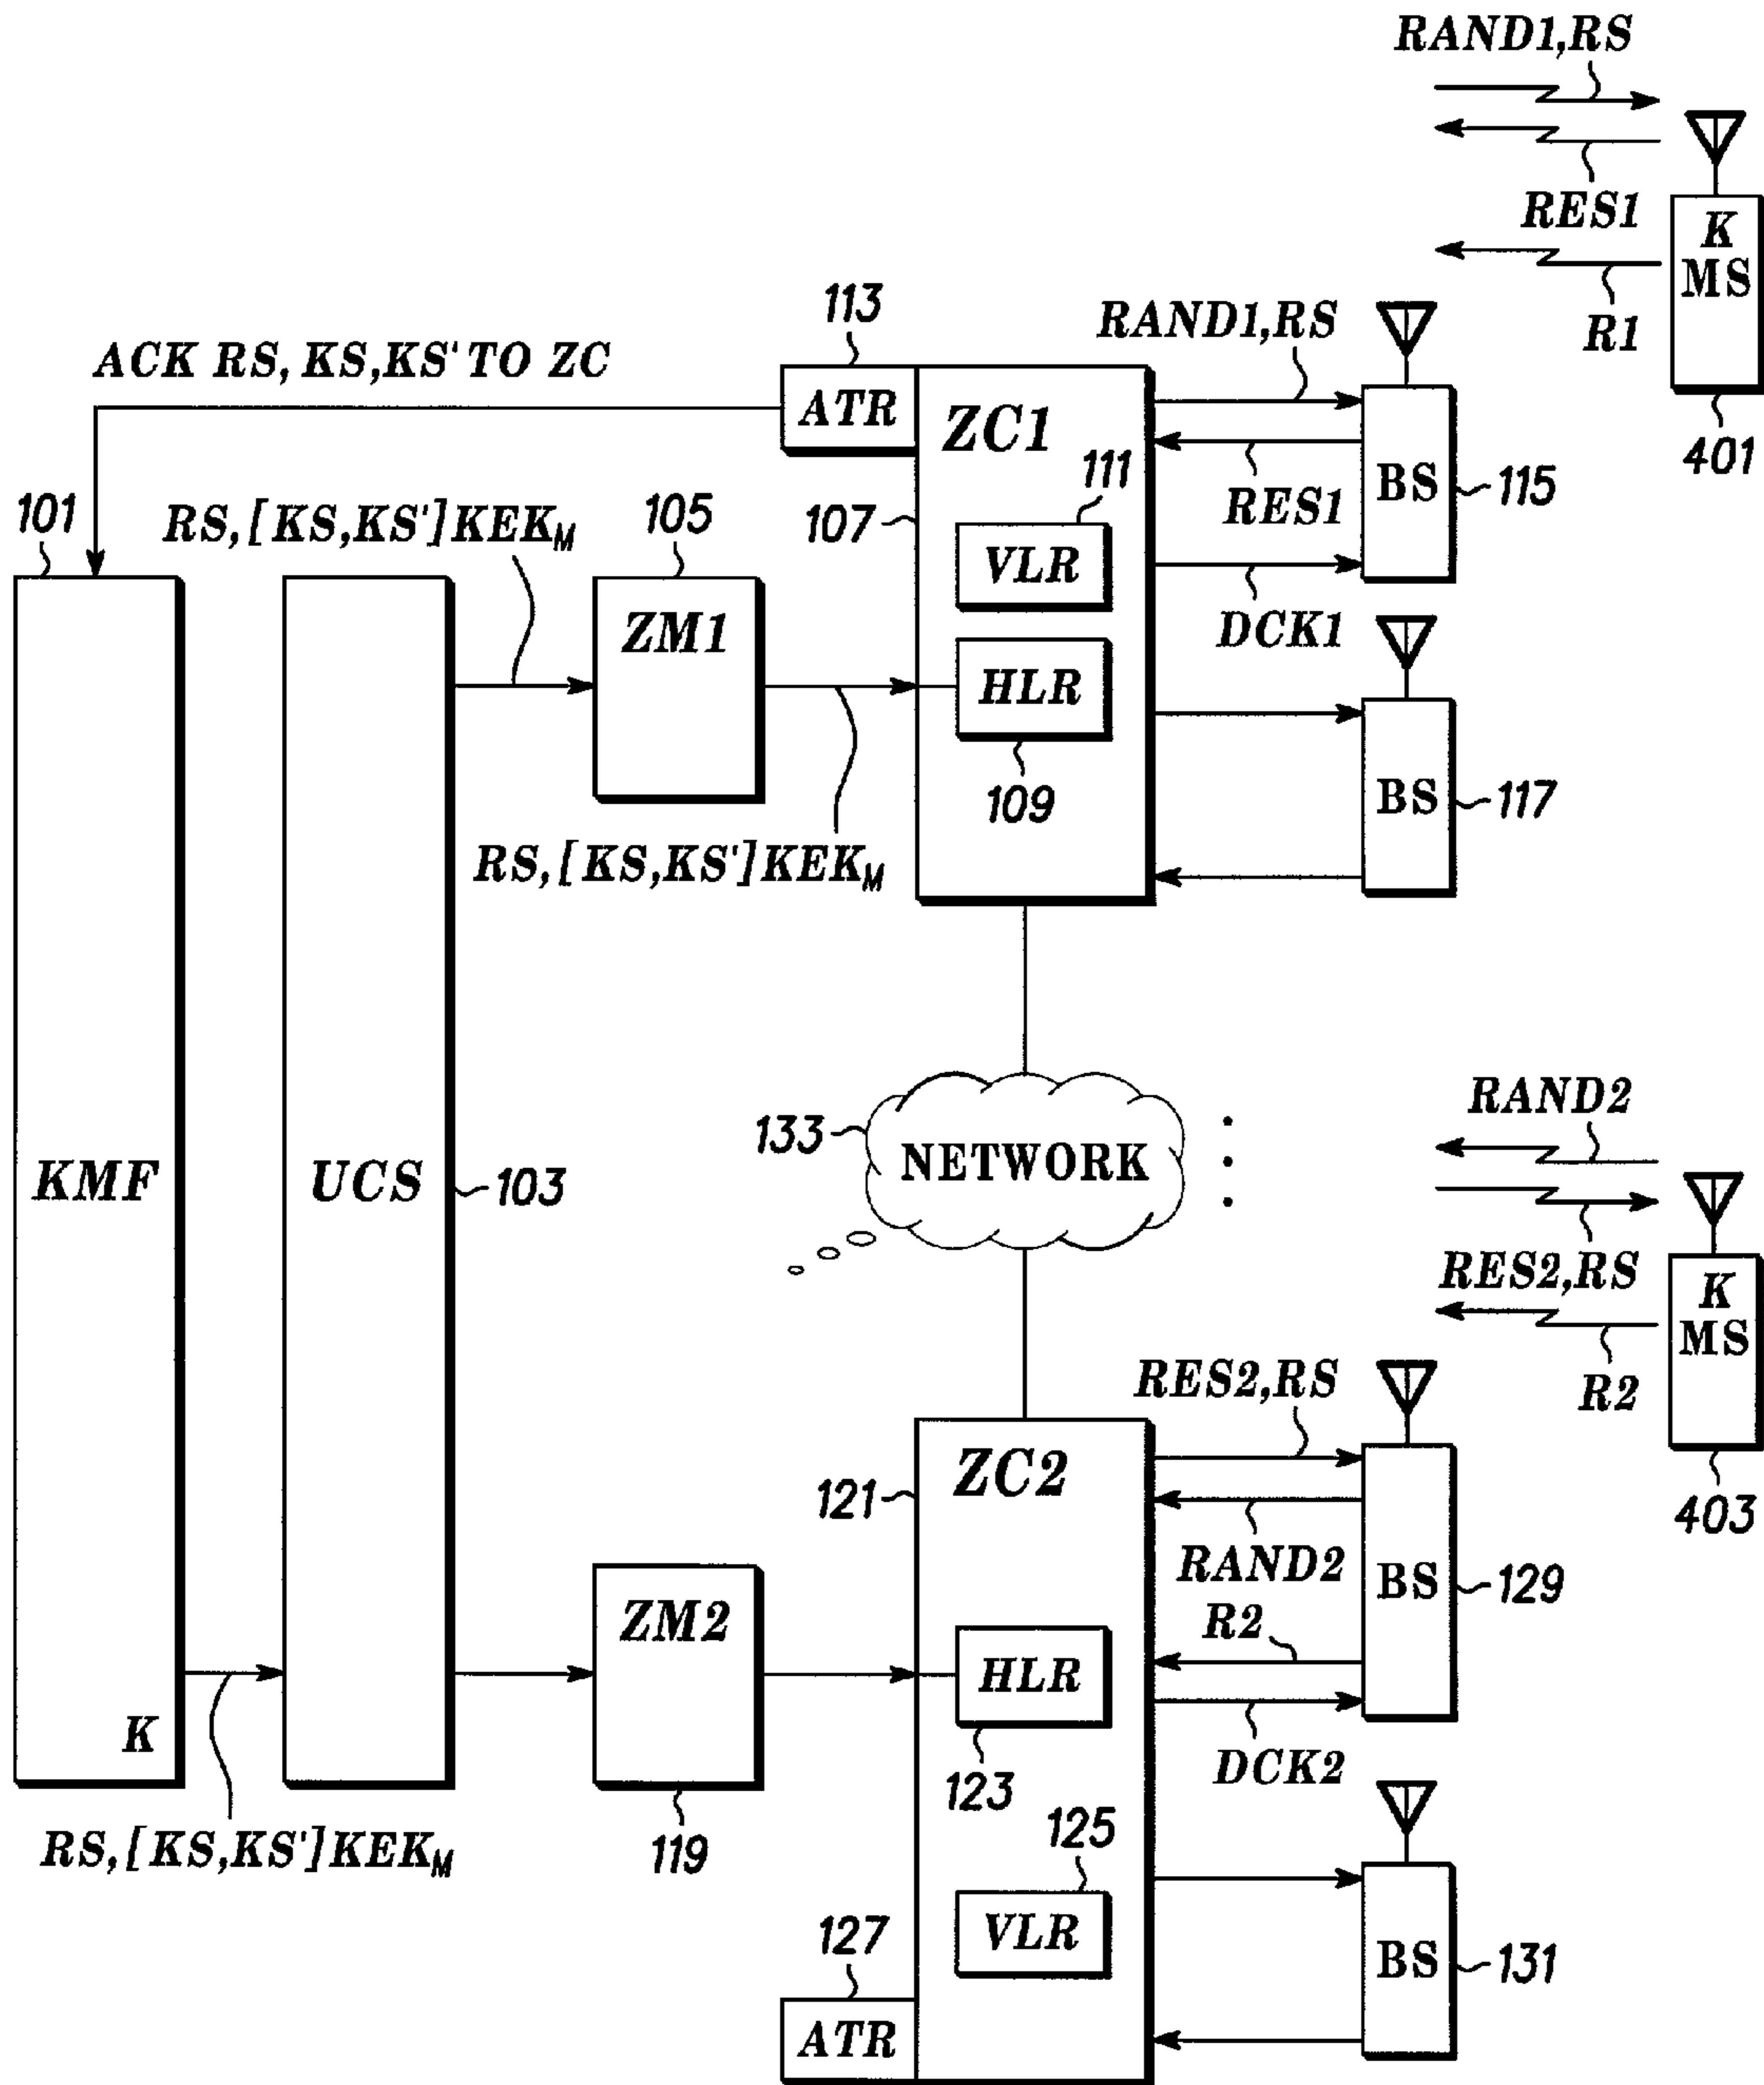 RAND1,RS
RES1
R1
K
MS
401
113
ACK RS, KS,KS' TO ZC
ATR
ZC1
RAND1,RS
BS
115
RES1
DCK1
111
VLR
107
101
RS,[KS,KS']KEKM
105
ZM1
HLR
109
BS
117
RS,[KS,KS']KEKM
KMF
UCS
103
133
NETWORK
RAND2
RES2,RS
R2
K
MS
403
RES2,RS
ZC2
121
RAND2
BS
129
R2
ZM2
HLR
123
DCK2
K
RS,[KS,KS']KEKM
119
125
VLR
127
ATR
BS
131